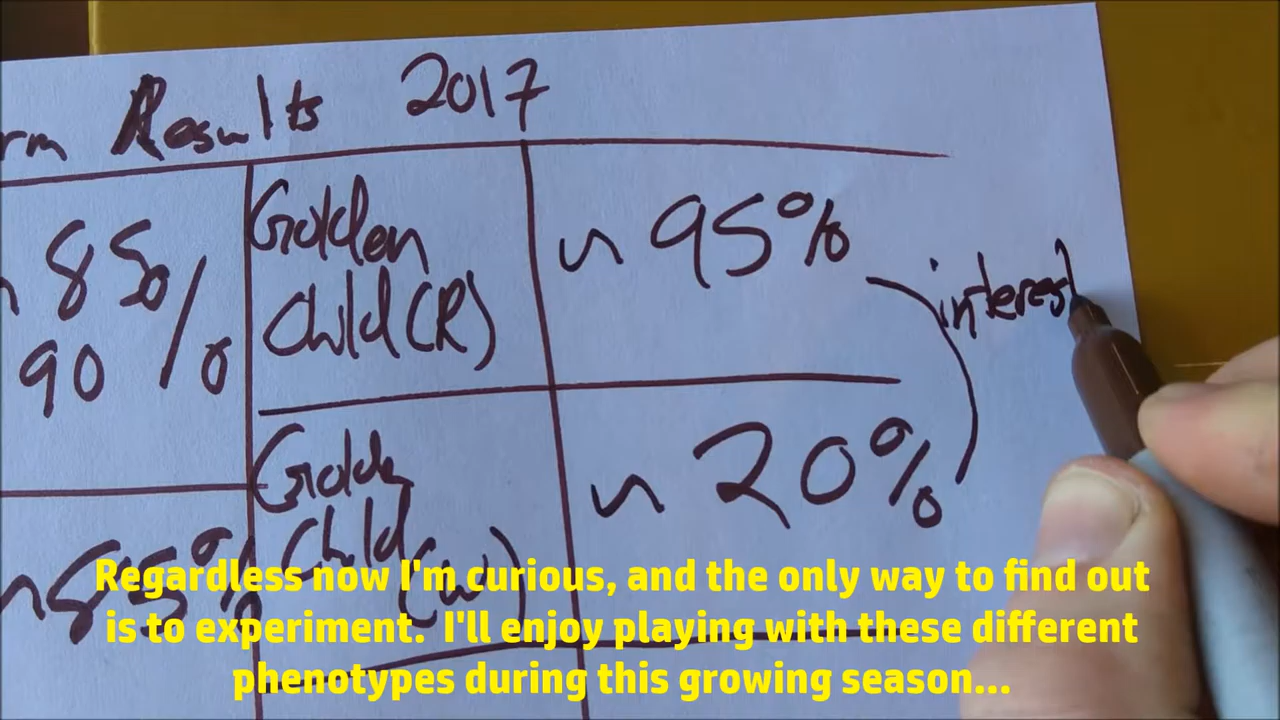 rm Results 2017
85%
90%
Golden
Child (R)
~ 95%
interest
Golden
Child
(w)
~ 20%
~85%
Regardless now I'm curious, and the only way to find out
is to experiment. I'll enjoy playing with these different
phenotypes during this growing season...